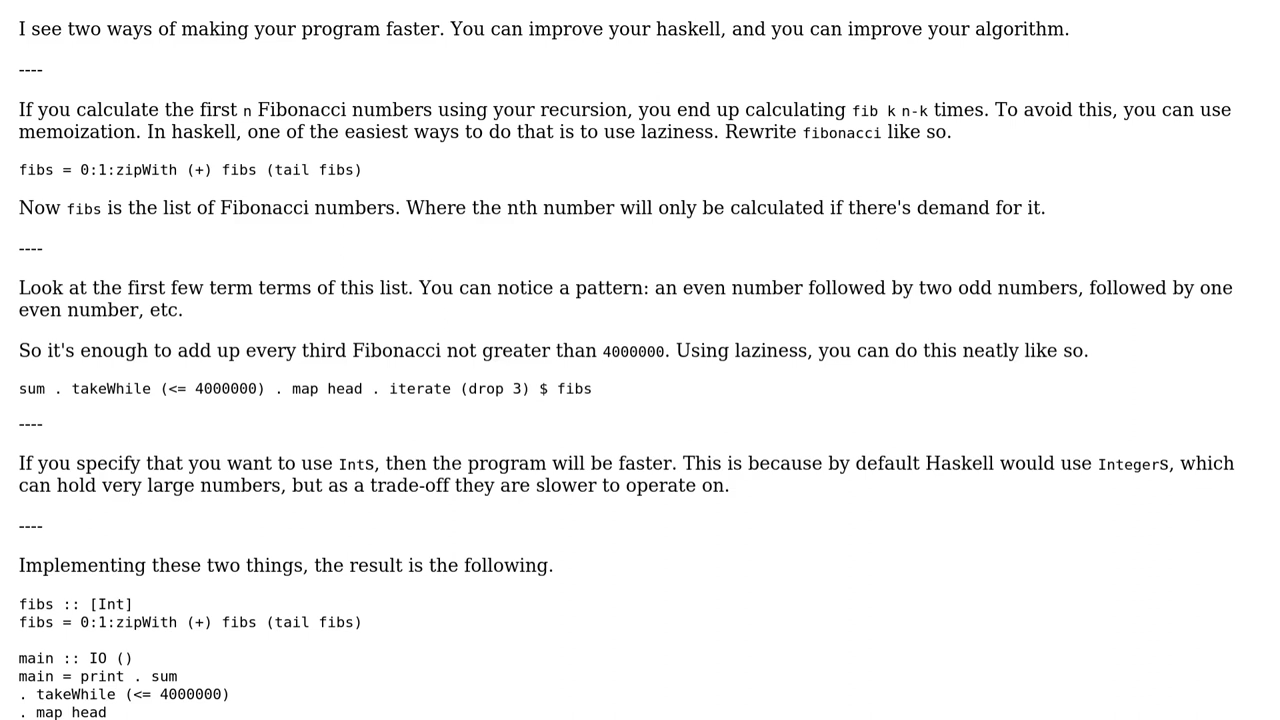 I see two ways of making your program faster. You can improve your haskell, and you can improve your algorithm.
----
If you calculate the first n Fibonacci numbers using your recursion, you end up calculating fib k n-k times. To avoid this, you can use
memoization. In haskell, one of the easiest ways to do that is to use laziness. Rewrite fibonacci like so.
fibs = 0:1:zipWith (+) fibs (tail fibs)
Now fibs is the list of Fibonacci numbers. Where the nth number will only be calculated if there's demand for it.
----
Look at the first few term terms of this list. You can notice a pattern: an even number followed by two odd numbers, followed by one
even number, etc.
So it's enough to add up every third Fibonacci not greater than 4000000. Using laziness, you can do this neatly like so.
sum . takeWhile (<= 4000000) . map head . iterate (drop 3) $ fibs
----
If you specify that you want to use Ints, then the program will be faster. This is because by default Haskell would use Integers, which
can hold very large numbers, but as a trade-off they are slower to operate on.
----
Implementing these two things, the result is the following.
fibs :: [Int]
fibs = 0:1:zipWith (+) fibs (tail fibs)
main :: IO ()
main = print . sum
. takeWhile (<= 4000000)
. map head